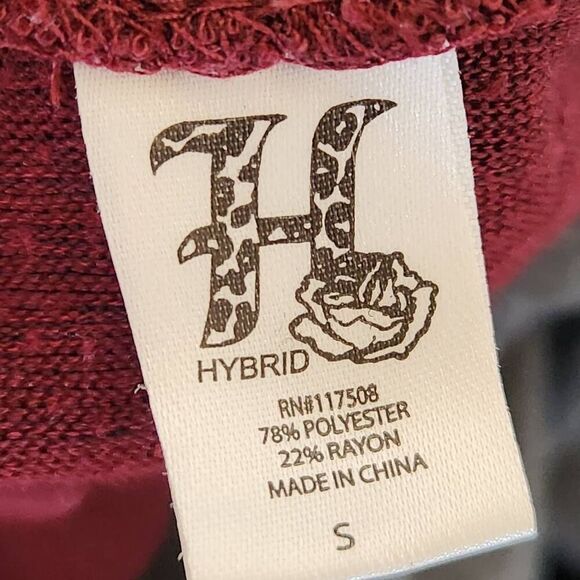 H
HYBRID
RN#117508
78% POLYESTER
22% RAYON
MADE IN CHINA
S